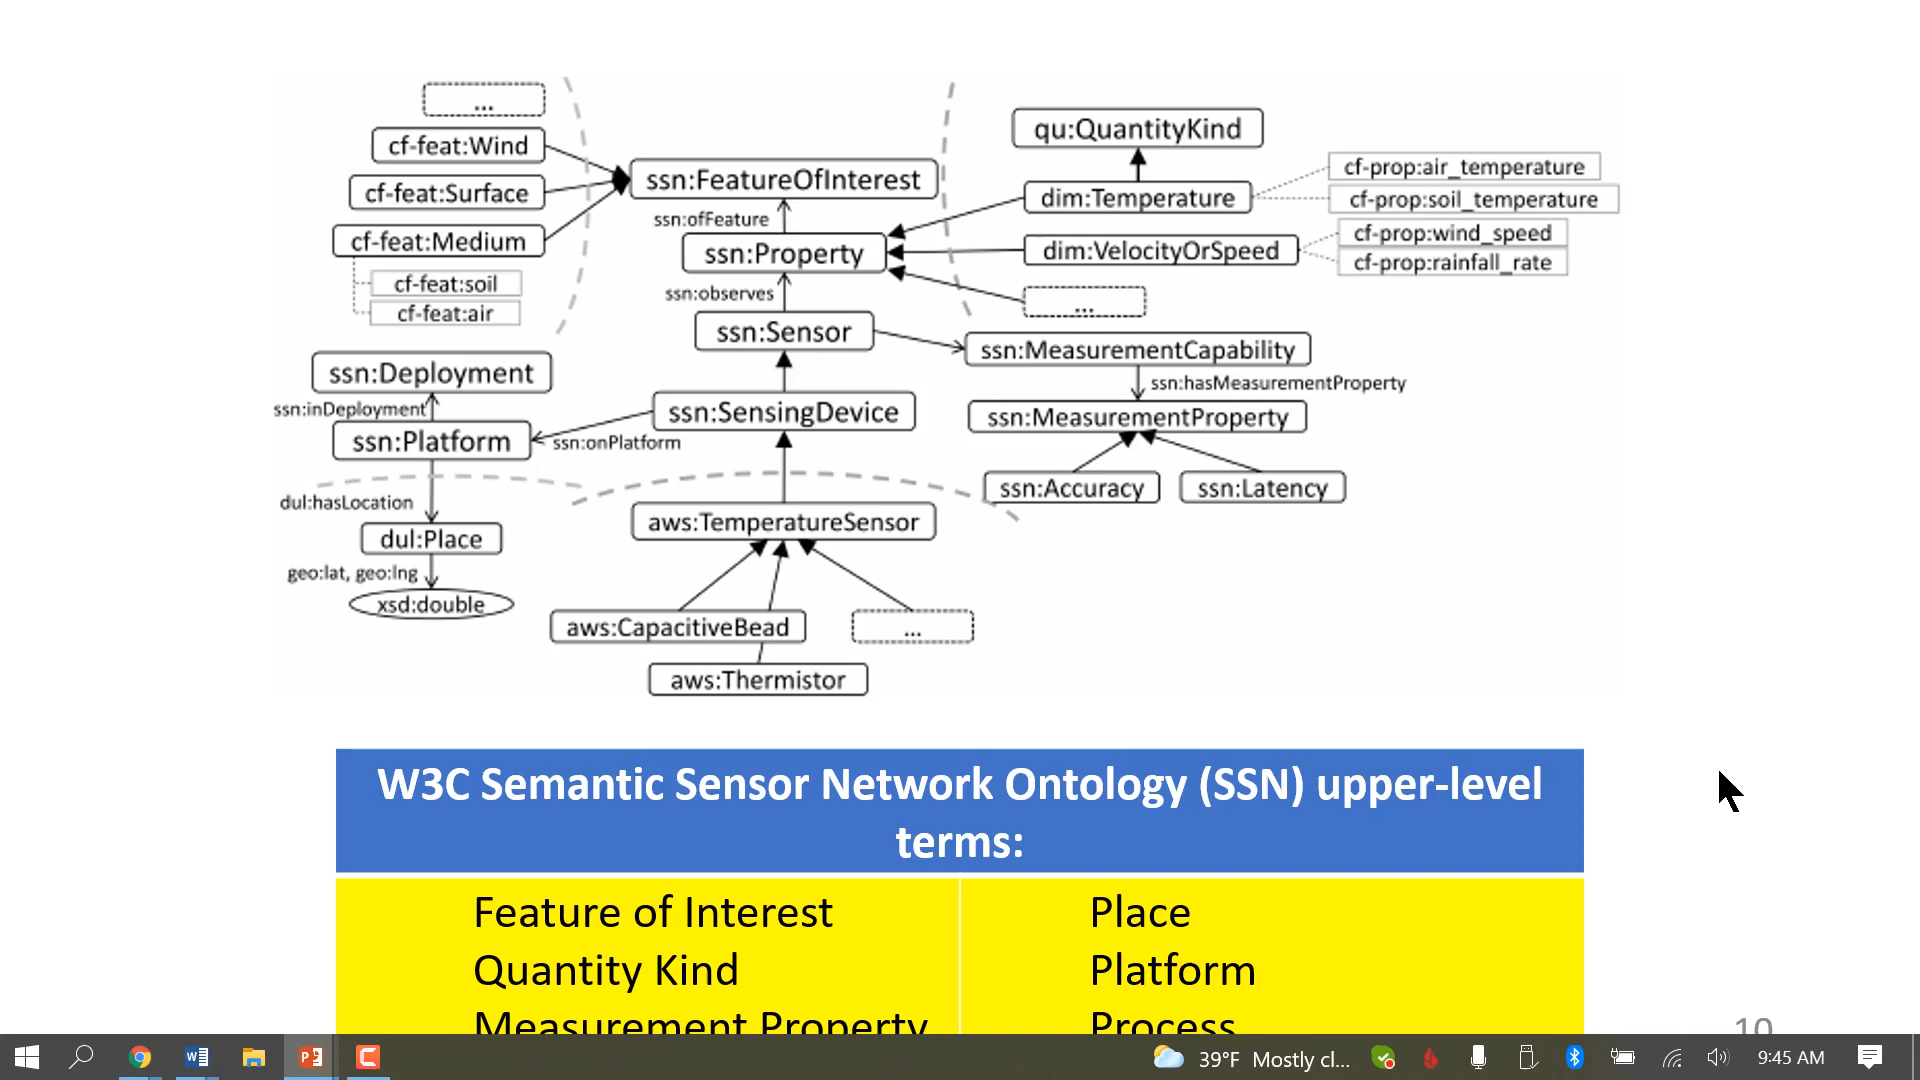 ...
cf-feat:Wind
cf-feat:Surface
cf-feat:Medium
cf-feat:soil
cf-feat:air
ssn:FeatureOfInterest
ssn:ofFeature
ssn:Property
ssn:observes
ssn:Sensor
qu:QuantityKind
dim:Temperature
cf-prop:air_temperature
cf-prop:soil_temperature
dim:VelocityOrSpeed
cf-prop:wind_speed
cf-prop:rainfall_rate
...
ssn:MeasurementCapability
ssn:hasMeasurementProperty
ssn:MeasurementProperty
ssn:Accuracy
ssn:Latency
ssn:Deployment
ssn:inDeployment
ssn:Platform
ssn:onPlatform
ssn:SensingDevice
dul:hasLocation
dul:Place
geo:lat, geo:lng
xsd:double
aws:TemperatureSensor
aws:CapacitiveBead
...
aws:Thermistor
W3C Semantic Sensor Network Ontology (SSN) upper-level
terms:
Feature of Interest
Quantity Kind
Measurement Property
Place
Platform
Process
10
39°F Mostly cl...
9:45 AM